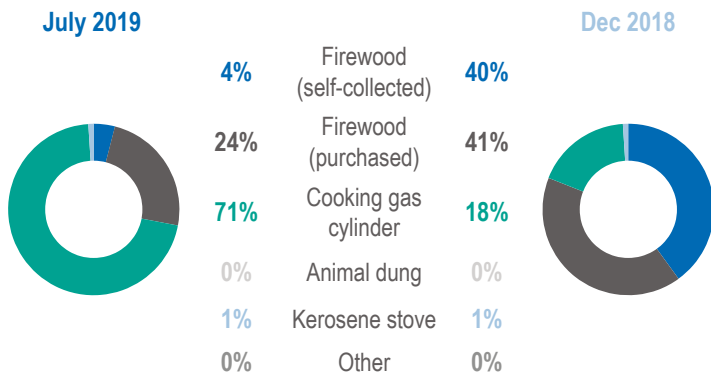 July 2019
Dec 2018
4% Firewood (self-collected) 40%
24% Firewood (purchased) 41%
71% Cooking gas cylinder 18%
0% Animal dung 0%
1% Kerosene stove 1%
0% Other 0%